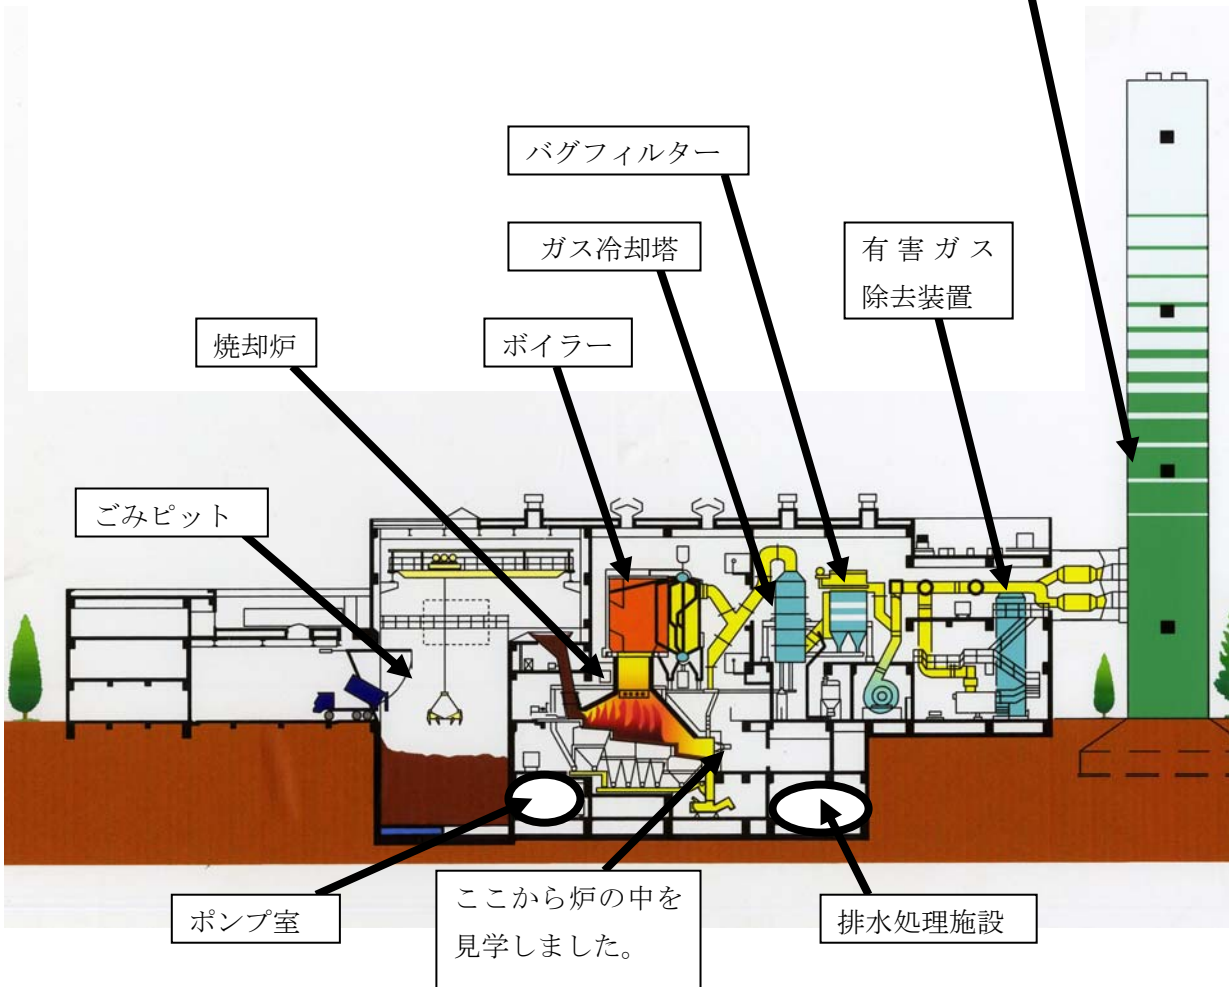 バグフィルター
ガス冷却塔
有害ガス
除去装置
焼却炉
ボイラー
ごみピット
ポンプ室
ここから炉の中を
見学しました。
排水処理施設